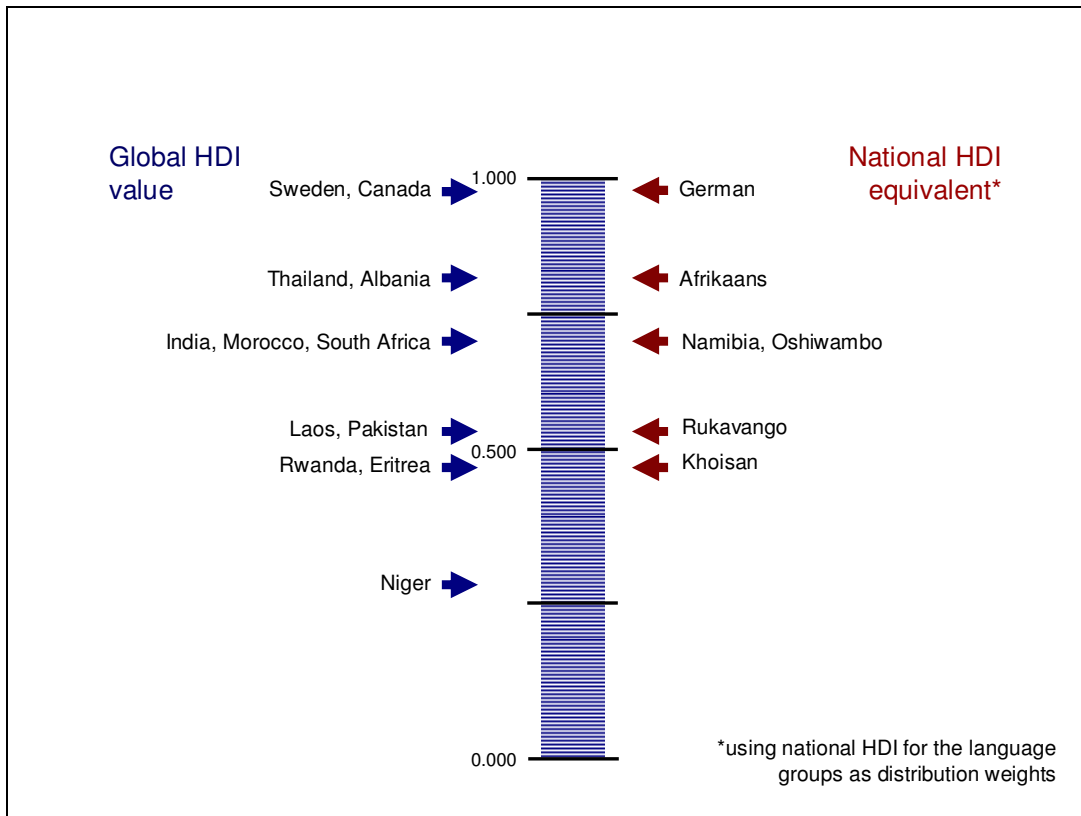 Global HDI
value
National HDI
equivalent*
1.000
Sweden, Canada
German
Thailand, Albania
Afrikaans
India, Morocco, South Africa
Namibia, Oshiwambo
Laos, Pakistan
Rukavango
0.500
Rwanda, Eritrea
Khoisan
Niger
0.000
*using national HDI for the language
groups as distribution weights